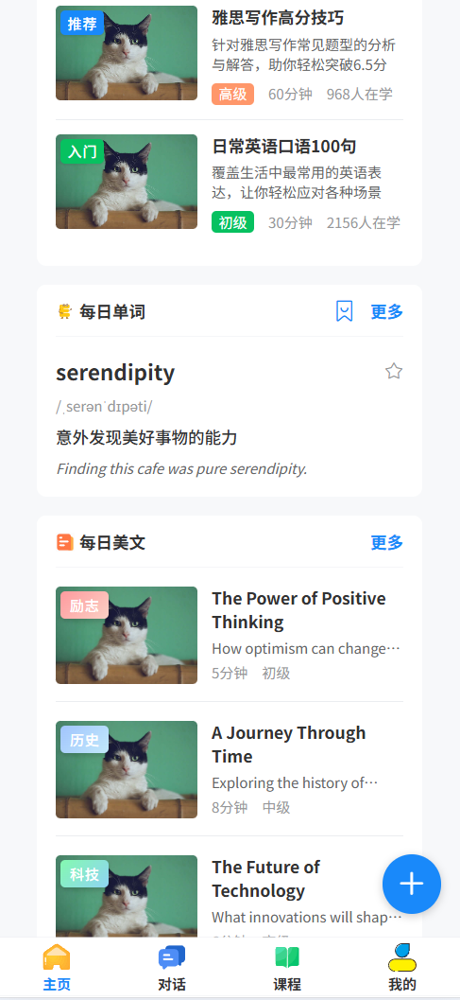 推荐
雅思写作高分技巧
针对雅思写作常见题型的分析
与解答，助你轻松突破6.5分
高级 60分钟 968人在学
入门
日常英语口语100句
覆盖生活中最常用的英语表
达，让你轻松应对各种场景
初级 30分钟 2156人在学
每日单词 更多
serendipity
/ˌserənˈdɪpəti/
意外发现美好事物的能力
Finding this cafe was pure serendipity.
每日美文 更多
励志
The Power of Positive
Thinking
How optimism can change…
5分钟 初级
历史
A Journey Through
Time
Exploring the history of…
8分钟 中级
科技
The Future of
Technology
What innovations will shap…
主页 对话 课程 我的